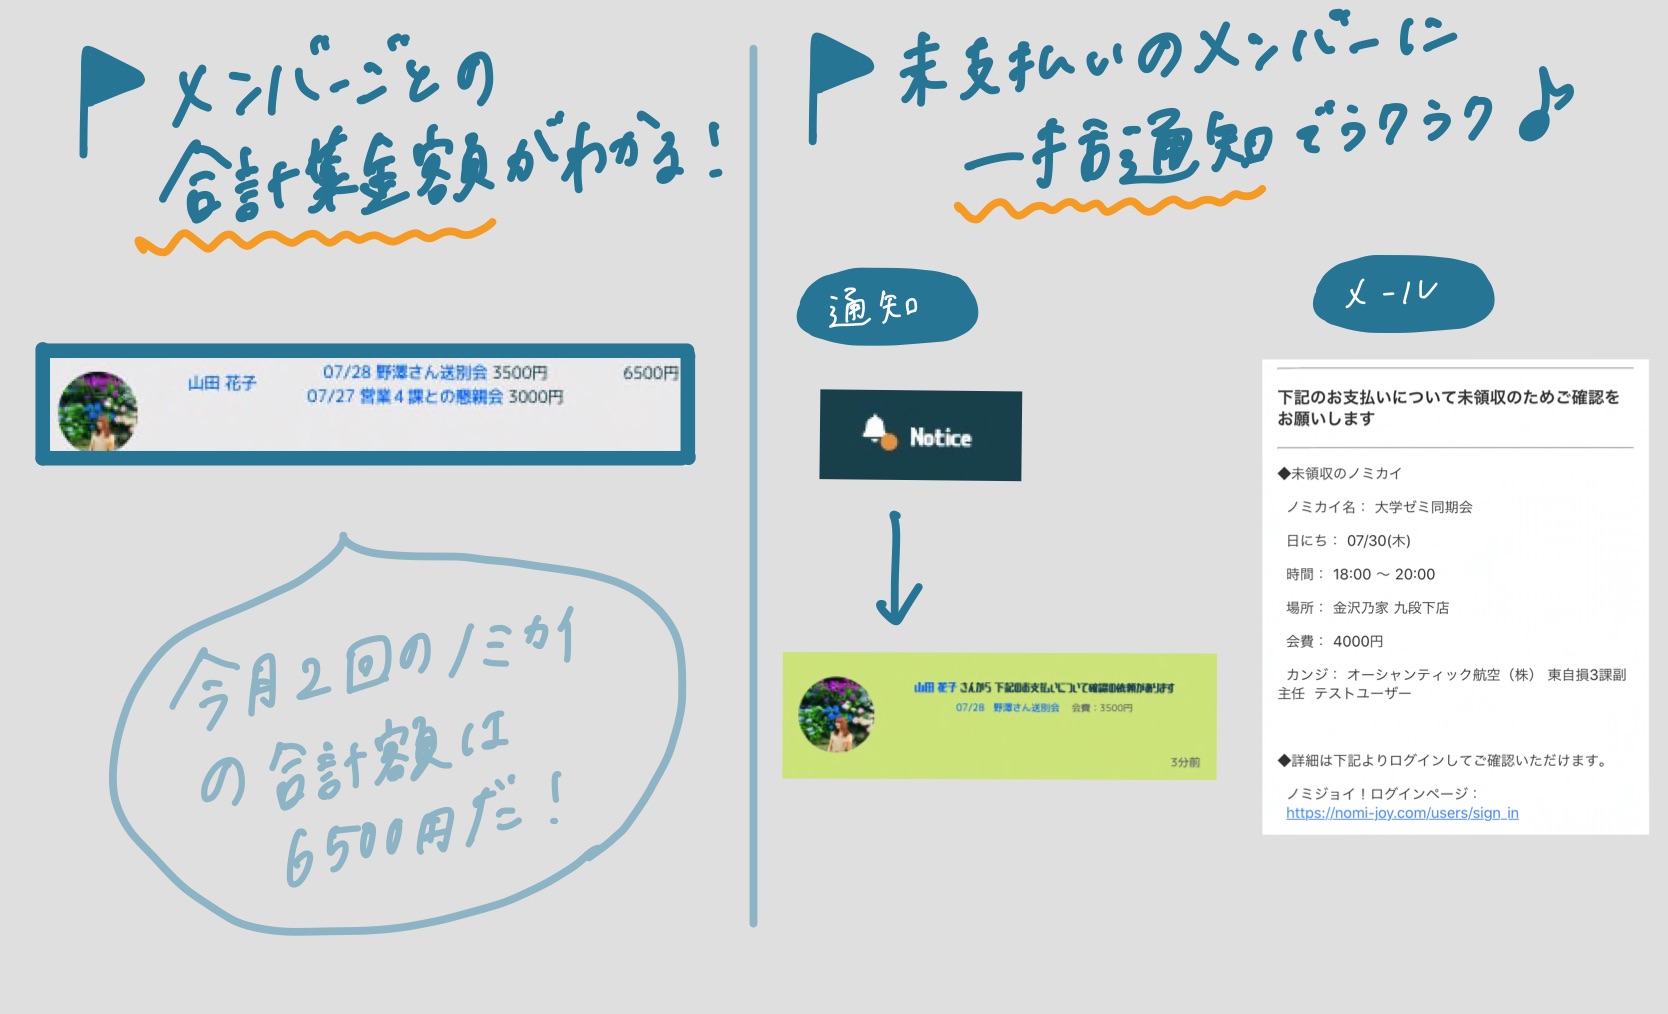 メンバーごとの
合計集金額がわかる！
山田 花子
07/28 野澤さん送別会 3500円
07/27 営業４課との懇親会 3000円
6500円
今月2回のノミカイ
の合計額は
6500円だ！
未支払いのメンバーに
一括通知でラクラク♪
通知
Notice
山田 花子 さんから 下記のお支払いについて確認の依頼があります
07/28 野澤さん送別会 会費：3500円
3分前
メール
下記のお支払いについて未領収のためご確認を
お願いします
◆未領収のノミカイ
ノミカイ名： 大学ゼミ同期会
日にち： 07/30(木)
時間： 18:00 〜 20:00
場所： 金沢乃家 九段下店
会費： 4000円
カンジ： オーシャンティック航空（株） 東自損3課副
主任 テストユーザー
◆詳細は下記よりログインしてご確認いただけます。
ノミジョイ！ログインページ：
https://nomi-joy.com/users/sign_in